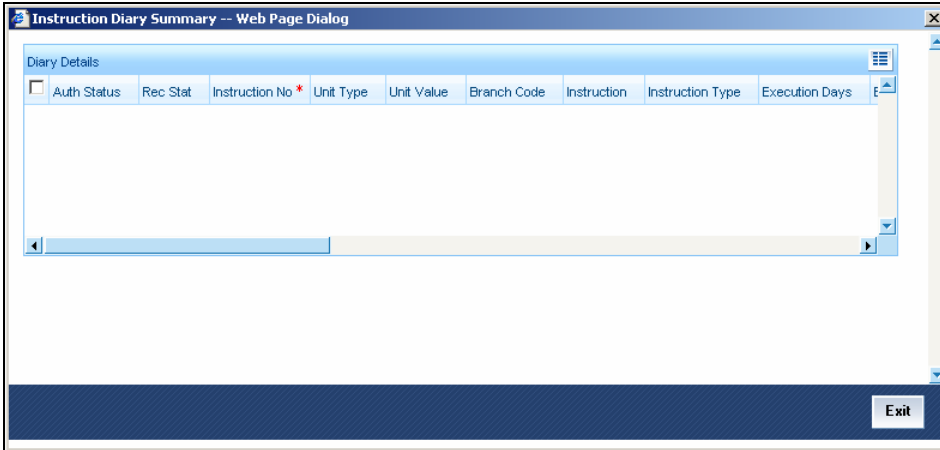 Instruction Diary Summary -- Web Page Dialog
Diary Details
Auth Status Rec Stat Instruction No * Unit Type Unit Value Branch Code Instruction Instruction Type Execution Days
Exit